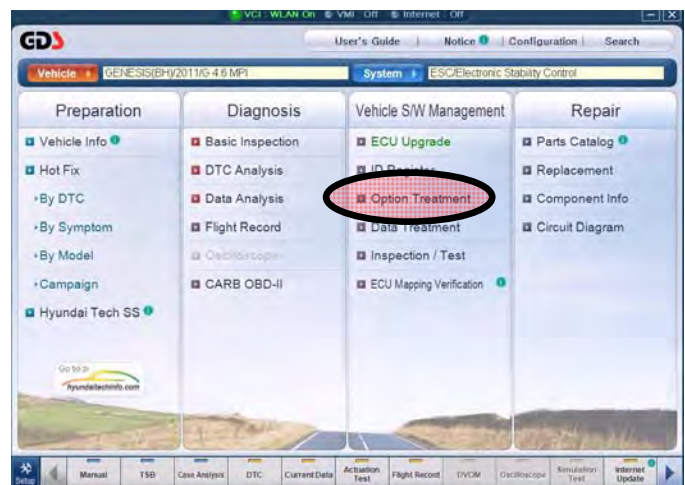 VCI : WLAN On VMI : Off Internet : Off
GDS User's Guide | Notice | Configuration | Search
Vehicle GENESIS(BH)/2011/G 4.6 MPI System ESC/Electronic Stability Control
Preparation
Vehicle Info
Hot Fix
By DTC
By Symptom
By Model
Campaign
Hyundai Tech SS
Go to
hyundaitechinfo.com
Diagnosis
Basic Inspection
DTC Analysis
Data Analysis
Flight Record
Oscilloscope
CARB OBD-II
Vehicle S/W Management
ECU Upgrade
ID Register
Option Treatment
Data Treatment
Inspection / Test
ECU Mapping Verification
Repair
Parts Catalog
Replacement
Component Info
Circuit Diagram
Setup Manual TSB Case Analysis DTC Current Data Actuation Test Flight Record DVOM Oscilloscope Simulation Test Internet Update